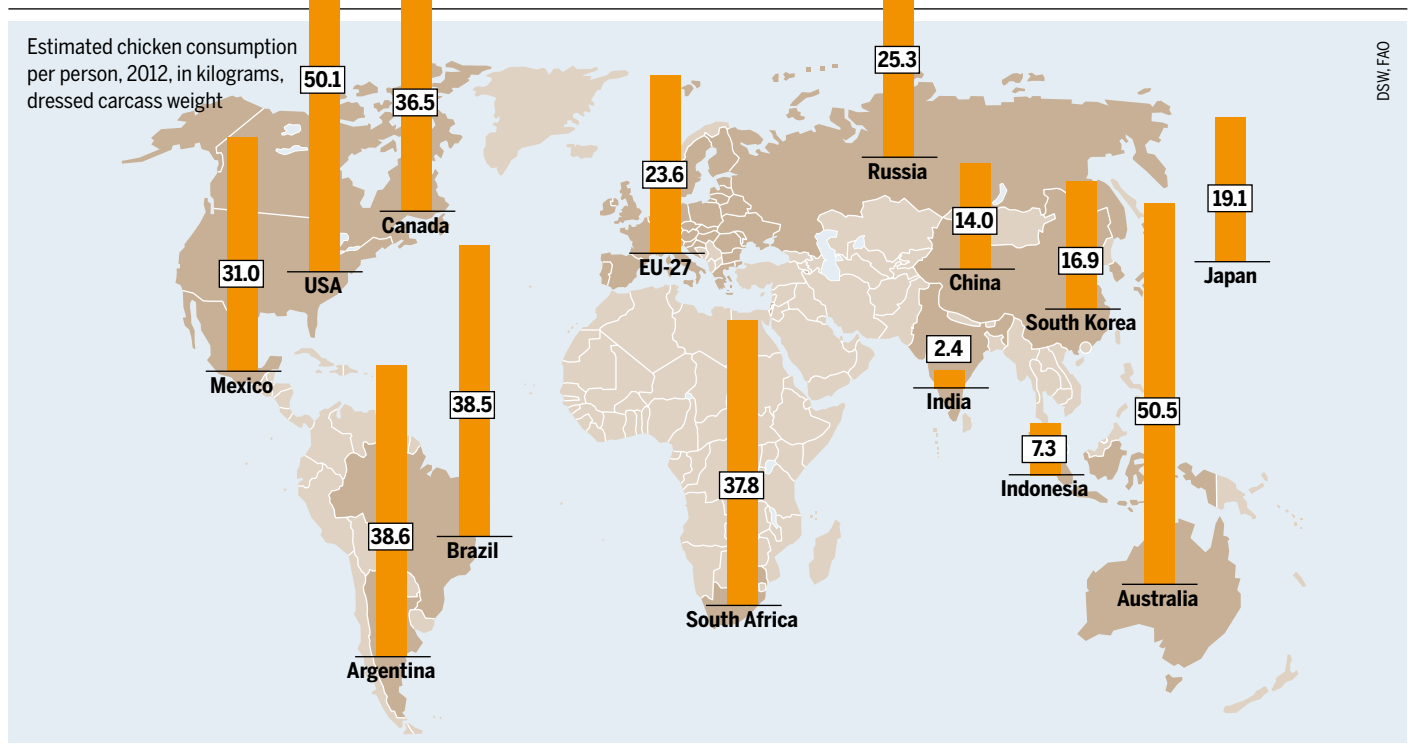 Estimated chicken consumption
per person, 2012, in kilograms,
dressed carcass weight
DSW, FAO
50.1
USA
36.5
Canada
31.0
Mexico
38.6
Argentina
38.5
Brazil
23.6
EU-27
37.8
South Africa
25.3
Russia
14.0
China
16.9
South Korea
19.1
Japan
2.4
India
7.3
Indonesia
50.5
Australia